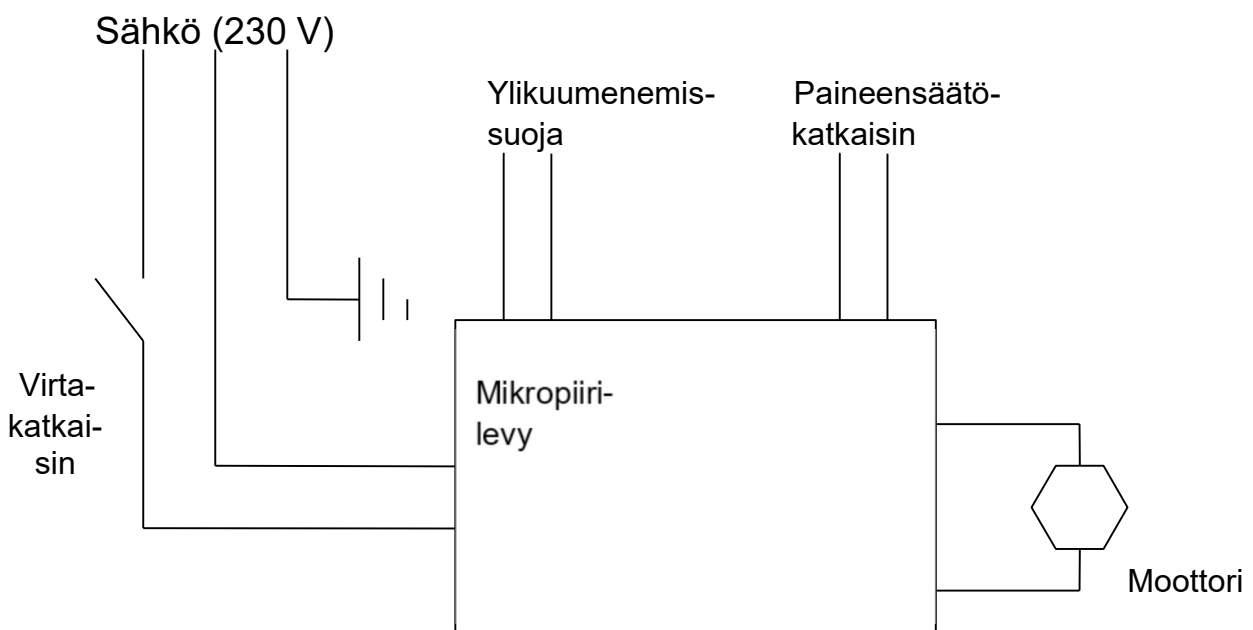 Sähkö (230 V)
Ylikuumenemis-
suoja
Paineensäätö-
katkaisin
Virta-
katkai-
sin
Mikropiiri-
levy
Moottori